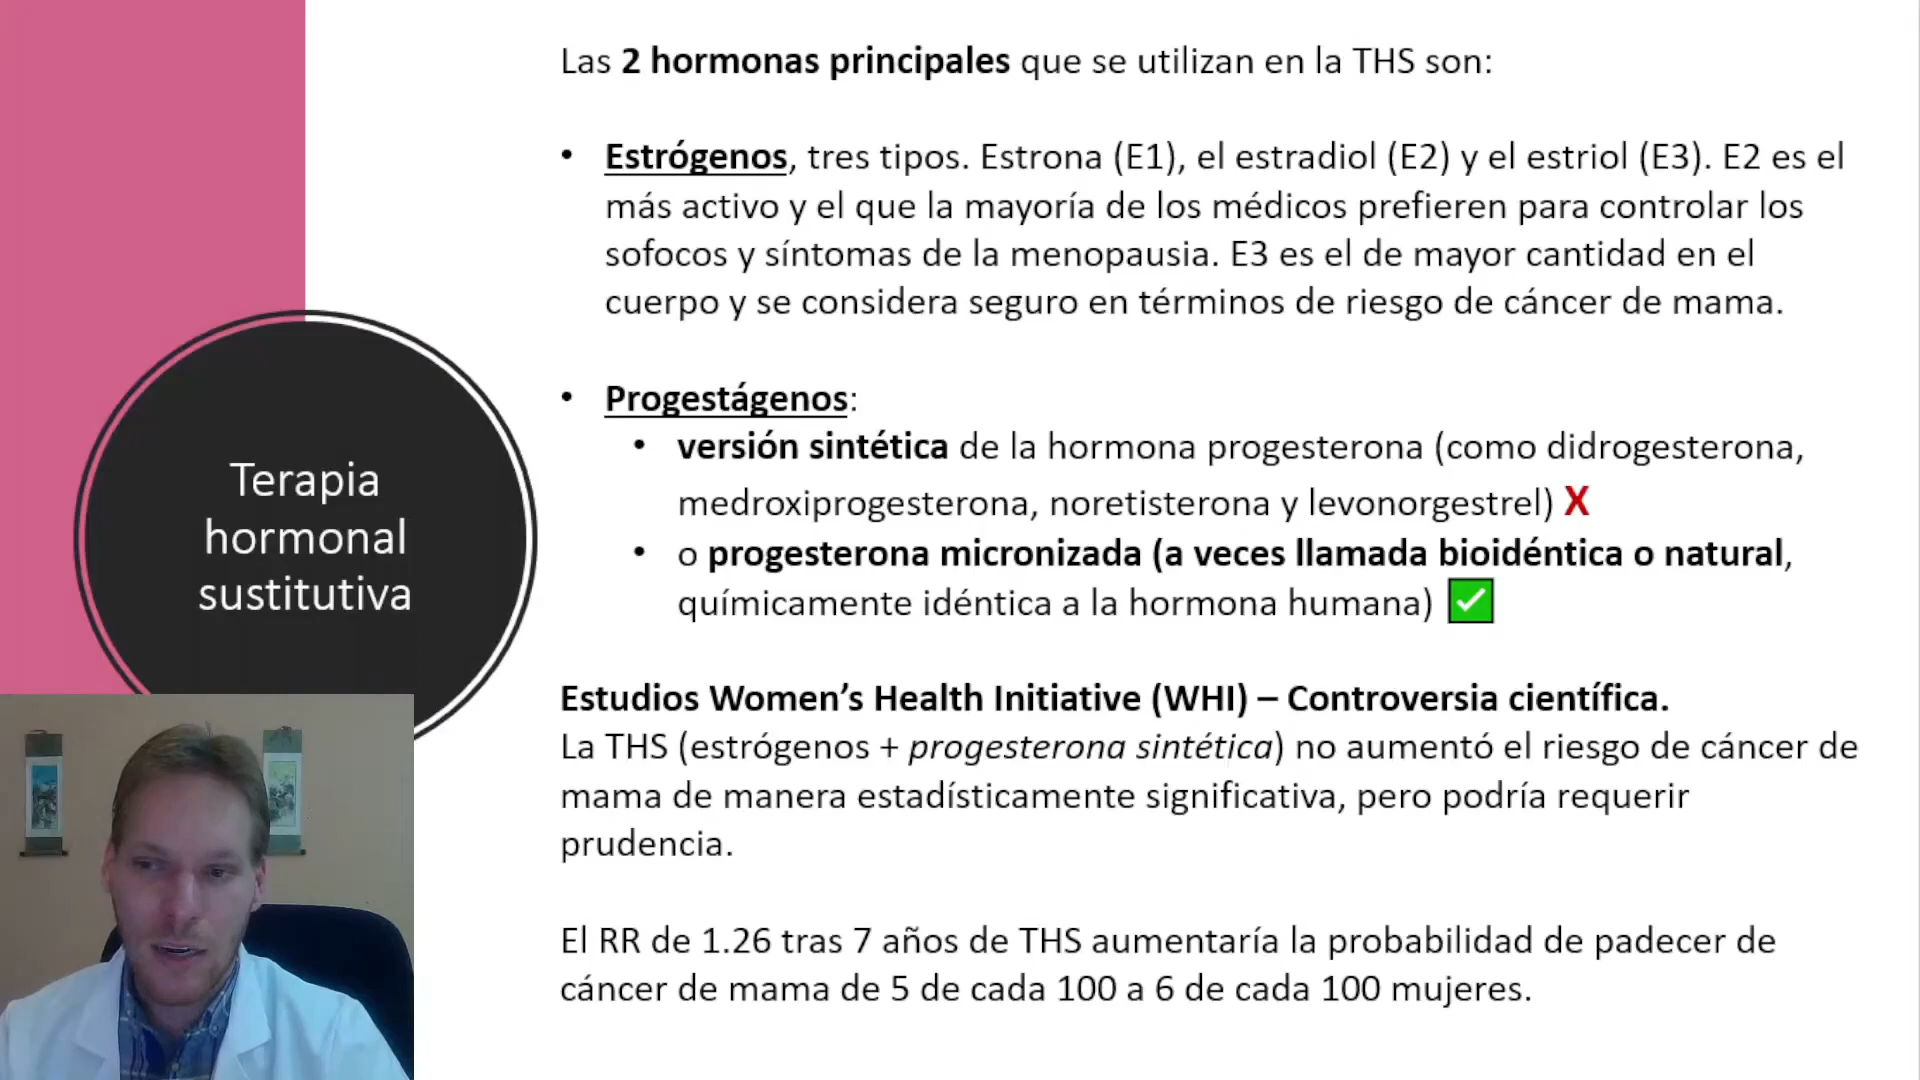 Terapia
hormonal
sustitutiva
Las 2 hormonas principales que se utilizan en la THS son:
• Estrógenos, tres tipos. Estrona (E1), el estradiol (E2) y el estriol (E3). E2 es el
más activo y el que la mayoría de los médicos prefieren para controlar los
sofocos y síntomas de la menopausia. E3 es el de mayor cantidad en el
cuerpo y se considera seguro en términos de riesgo de cáncer de mama.
• Progestágenos:
• versión sintética de la hormona progesterona (como didrogesterona,
medroxiprogesterona, noretisterona y levonorgestrel) X
• o progesterona micronizada (a veces llamada bioidéntica o natural,
químicamente idéntica a la hormona humana) ✅
Estudios Women’s Health Initiative (WHI) – Controversia científica.
La THS (estrógenos + progesterona sintética) no aumentó el riesgo de cáncer de
mama de manera estadísticamente significativa, pero podría requerir
prudencia.
El RR de 1.26 tras 7 años de THS aumentaría la probabilidad de padecer de
cáncer de mama de 5 de cada 100 a 6 de cada 100 mujeres.